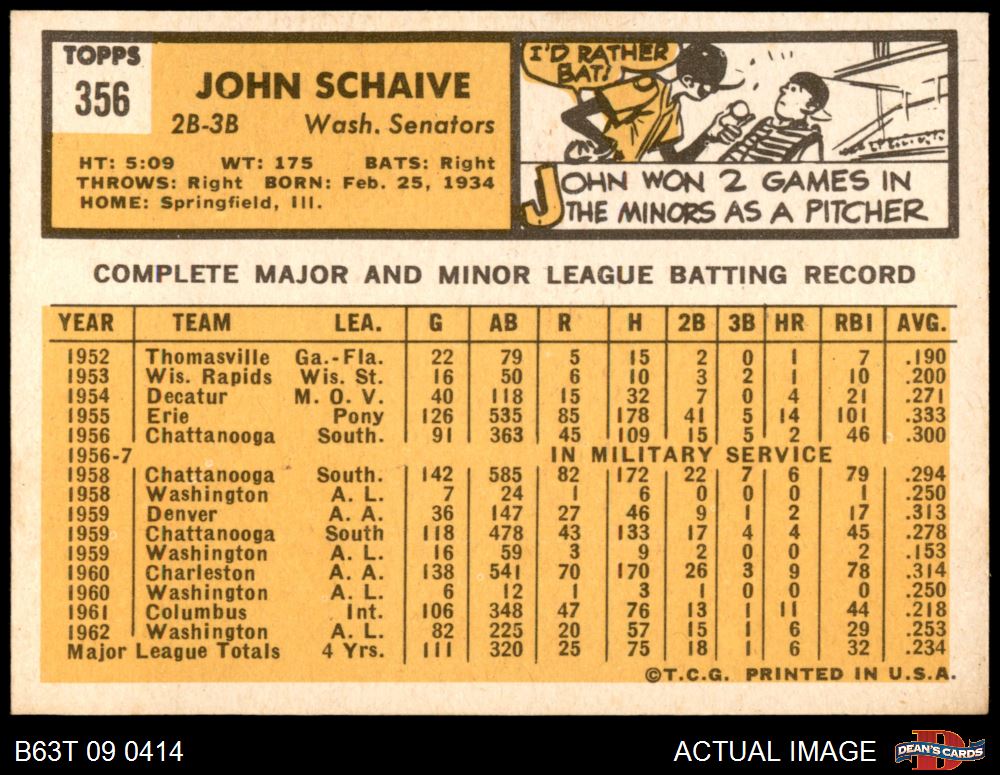 TOPPS
356
JOHN SCHAIVE
2B-3B Wash. Senators
HT: 5:09 WT: 175 BATS: Right
THROWS: Right BORN: Feb. 25, 1934
HOME: Springfield, Ill.
I'D RATHER
BAT!
JOHN WON 2 GAMES IN
THE MINORS AS A PITCHER
COMPLETE MAJOR AND MINOR LEAGUE BATTING RECORD
YEAR TEAM LEA. G AB R H 2B 3B HR RBI AVG.
1952 Thomasville Ga.-Fla. 22 79 5 15 2 0 1 7 .190
1953 Wis. Rapids Wis. St. 16 50 6 10 3 2 1 10 .200
1954 Decatur M. O. V. 40 118 15 32 7 0 4 21 .271
1955 Erie Pony 126 535 85 178 41 5 14 101 .333
1956 Chattanooga South. 91 363 45 109 15 5 2 46 .300
1956-7 IN MILITARY SERVICE
1958 Chattanooga South. 142 585 82 172 22 7 6 79 .294
1958 Washington A. L. 7 24 1 6 0 0 0 1 .250
1959 Denver A. A. 36 147 27 46 9 1 2 17 .313
1959 Chattanooga South 118 478 43 133 17 4 4 45 .278
1959 Washington A. L. 16 59 3 9 2 0 0 2 .153
1960 Charleston A. A. 138 541 70 170 26 3 9 78 .314
1960 Washington A. L. 6 12 1 3 1 0 0 0 .250
1961 Columbus Int. 106 348 47 76 13 1 11 44 .218
1962 Washington A. L. 82 225 20 57 15 1 6 29 .253
Major League Totals 4 Yrs. 111 320 25 75 18 1 6 32 .234
©T.C.G. PRINTED IN U.S.A.
B63T 09 0414 ACTUAL IMAGE
D
DEAN'S CARDS